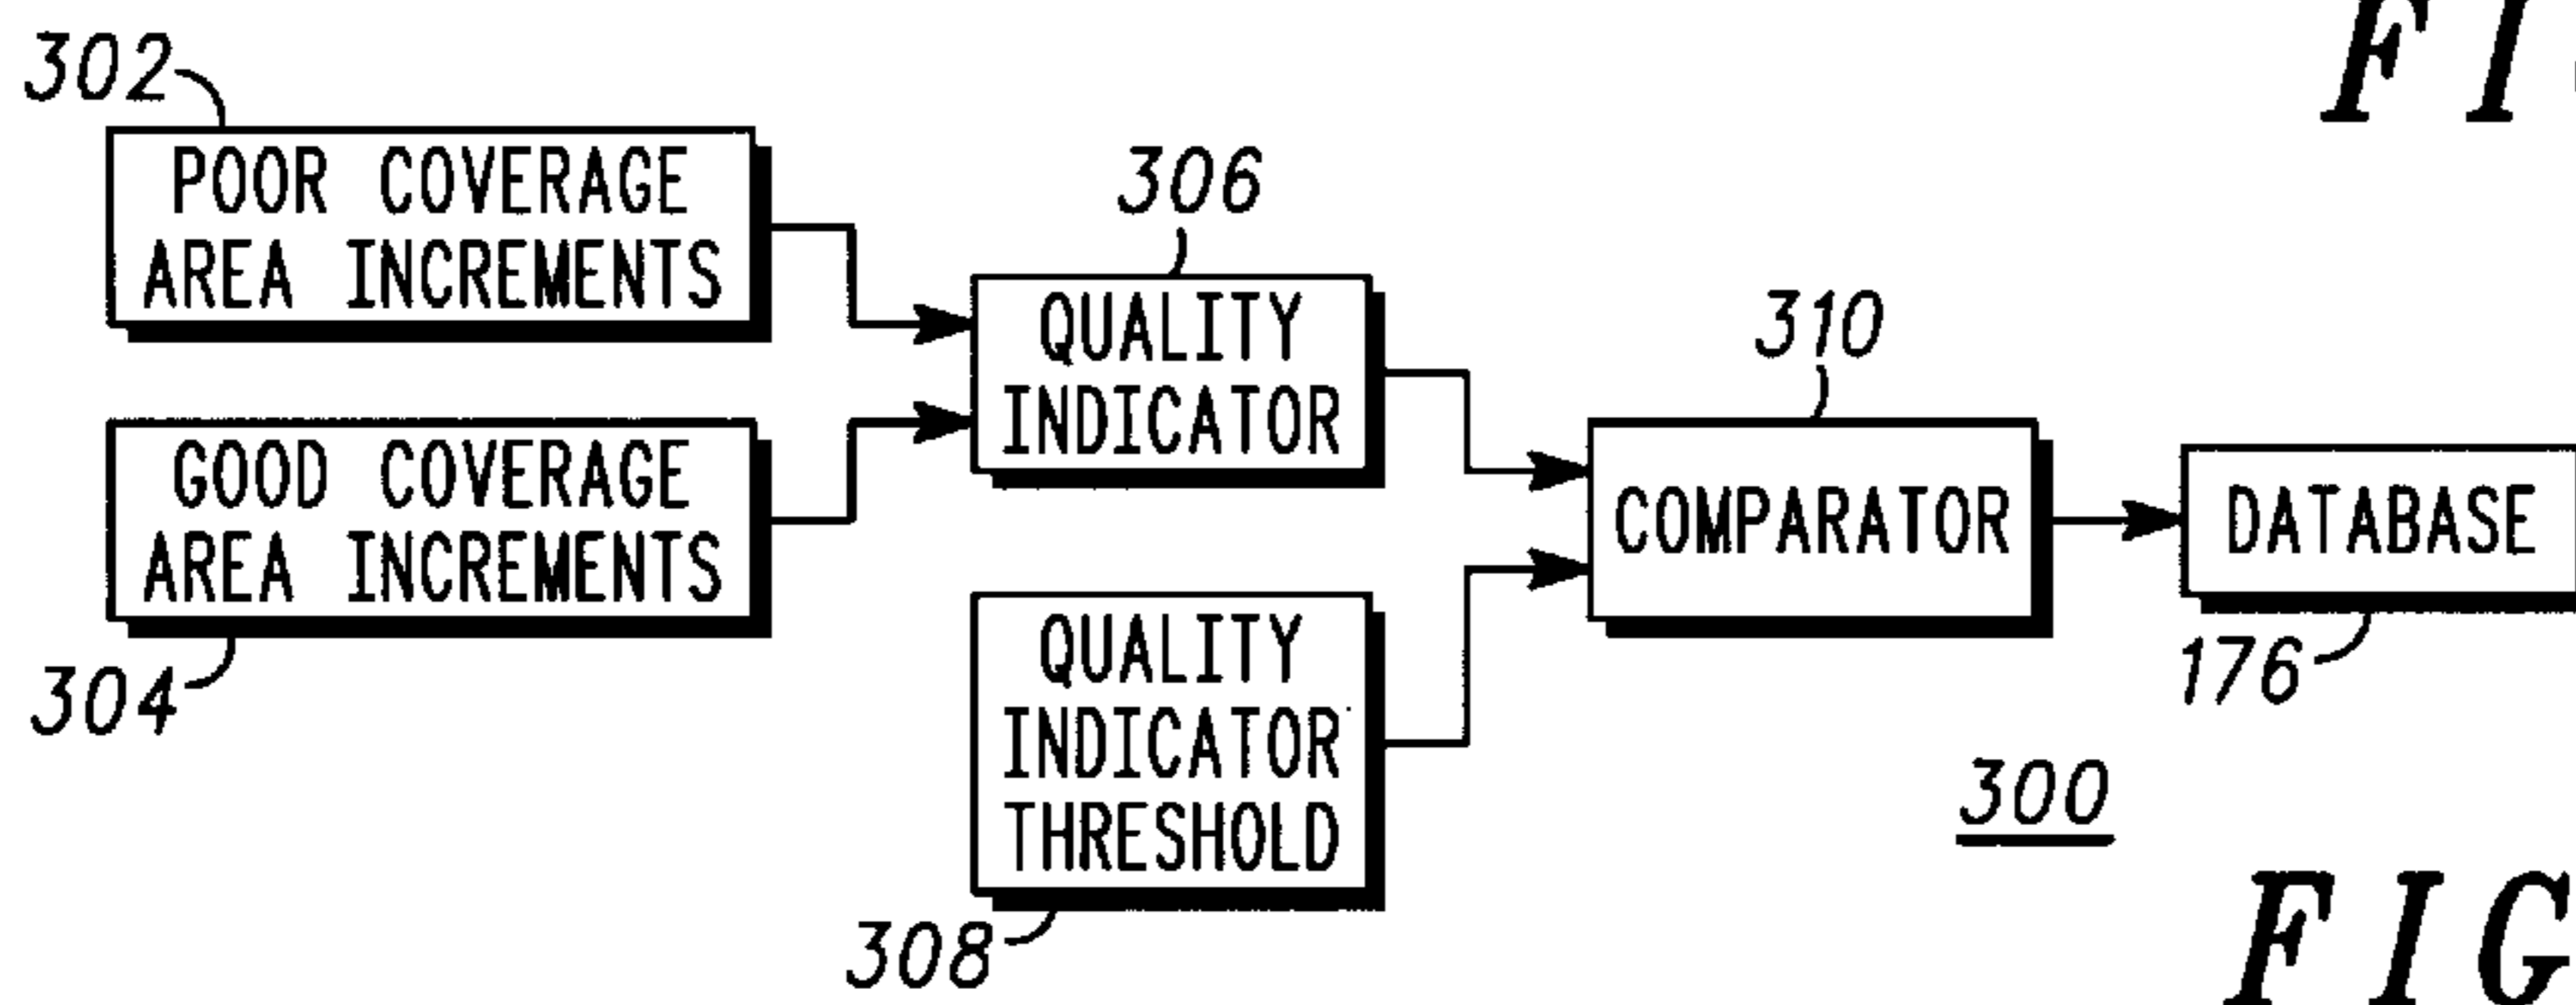 FI
302
POOR COVERAGE
AREA INCREMENTS
306
QUALITY
INDICATOR
310
COMPARATOR
GOOD COVERAGE
AREA INCREMENTS
304
DATABASE
176
QUALITY
INDICATOR
THRESHOLD
308
300
FIG